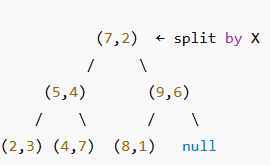 (7,2) ← split by X
/ \
(5,4) (9,6)
/ \ / \
(2,3) (4,7) (8,1) null